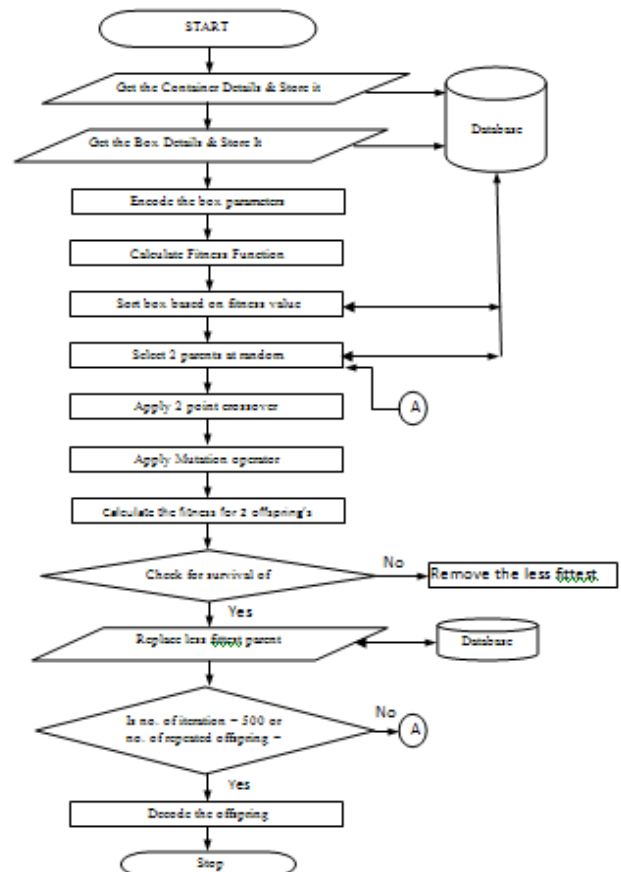 START
Get the Container Details & Store it
Get the Box Details & Store It
Database
Encode the box parameters
Calculate Fitness Function
Sort box based on fitness value
Select 2 parents at random
A
Apply 2 point crossover
Apply Mutation operator
Calculate the fitness for 2 offspring's
Check for survival of
No
Remove the less fittest
Yes
Replace less fittest parent
Database
Is no. of iteration = 500 or
no. of repeated offspring =
No
A
Yes
Decode the offspring
Stop